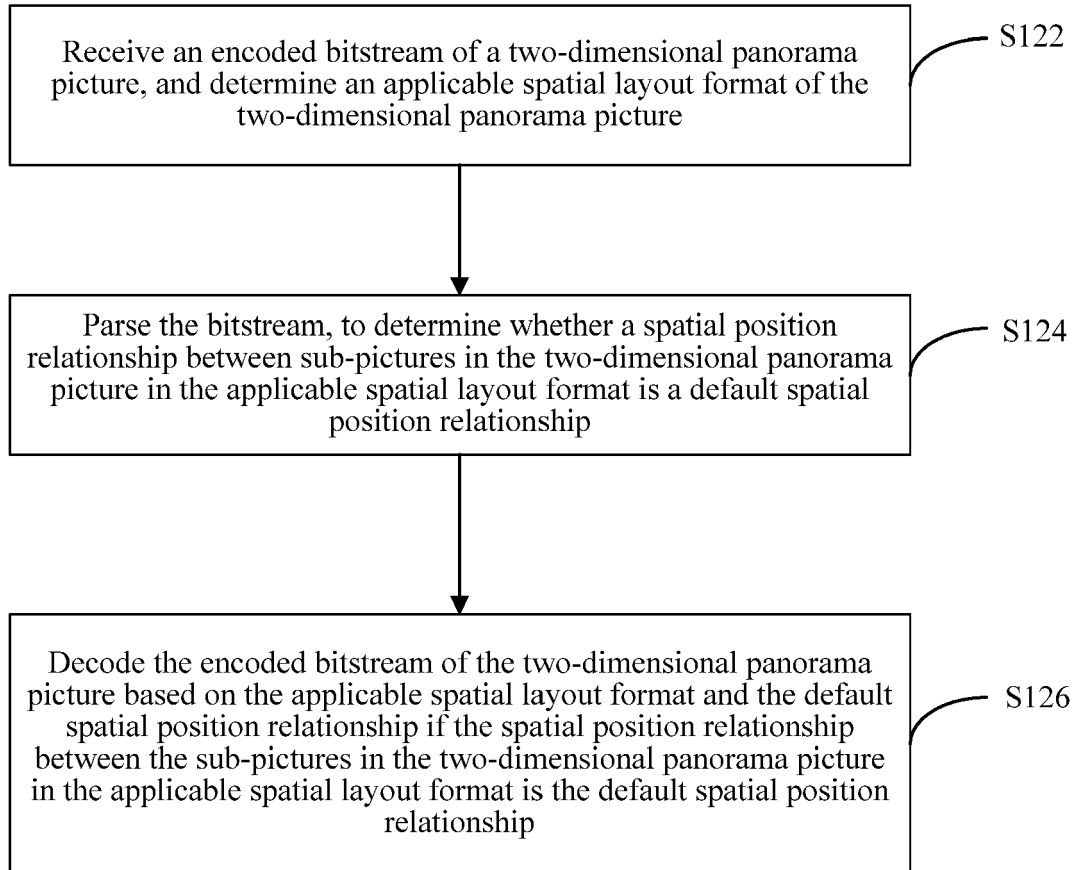 Receive an encoded bitstream of a two-dimensional panorama
picture, and determine an applicable spatial layout format of the
two-dimensional panorama picture
S122
Parse the bitstream, to determine whether a spatial position
relationship between sub-pictures in the two-dimensional panorama
picture in the applicable spatial layout format is a default spatial
position relationship
S124
Decode the encoded bitstream of the two-dimensional panorama
picture based on the applicable spatial layout format and the default
spatial position relationship if the spatial position relationship
between the sub-pictures in the two-dimensional panorama picture
in the applicable spatial layout format is the default spatial position
relationship
S126